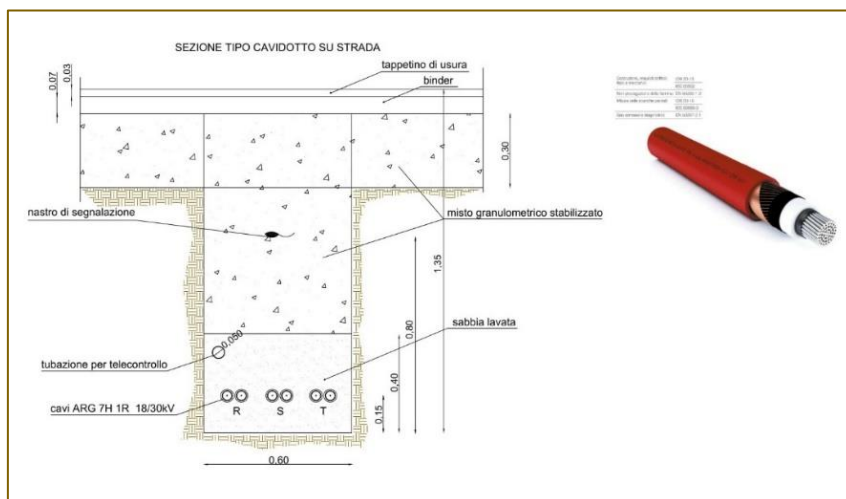 SEZIONE TIPO CAVIDOTTO SU STRADA
tappetino di usura
binder
0,07
0,03
0,30
nastro di segnalazione
misto granulometrico stabilizzato
1,35
0,80
sabbia lavata
0,050
tubazione per telecontrollo
0,40
cavi ARG 7H 1R 18/30kV
R S T
0,15
0,60